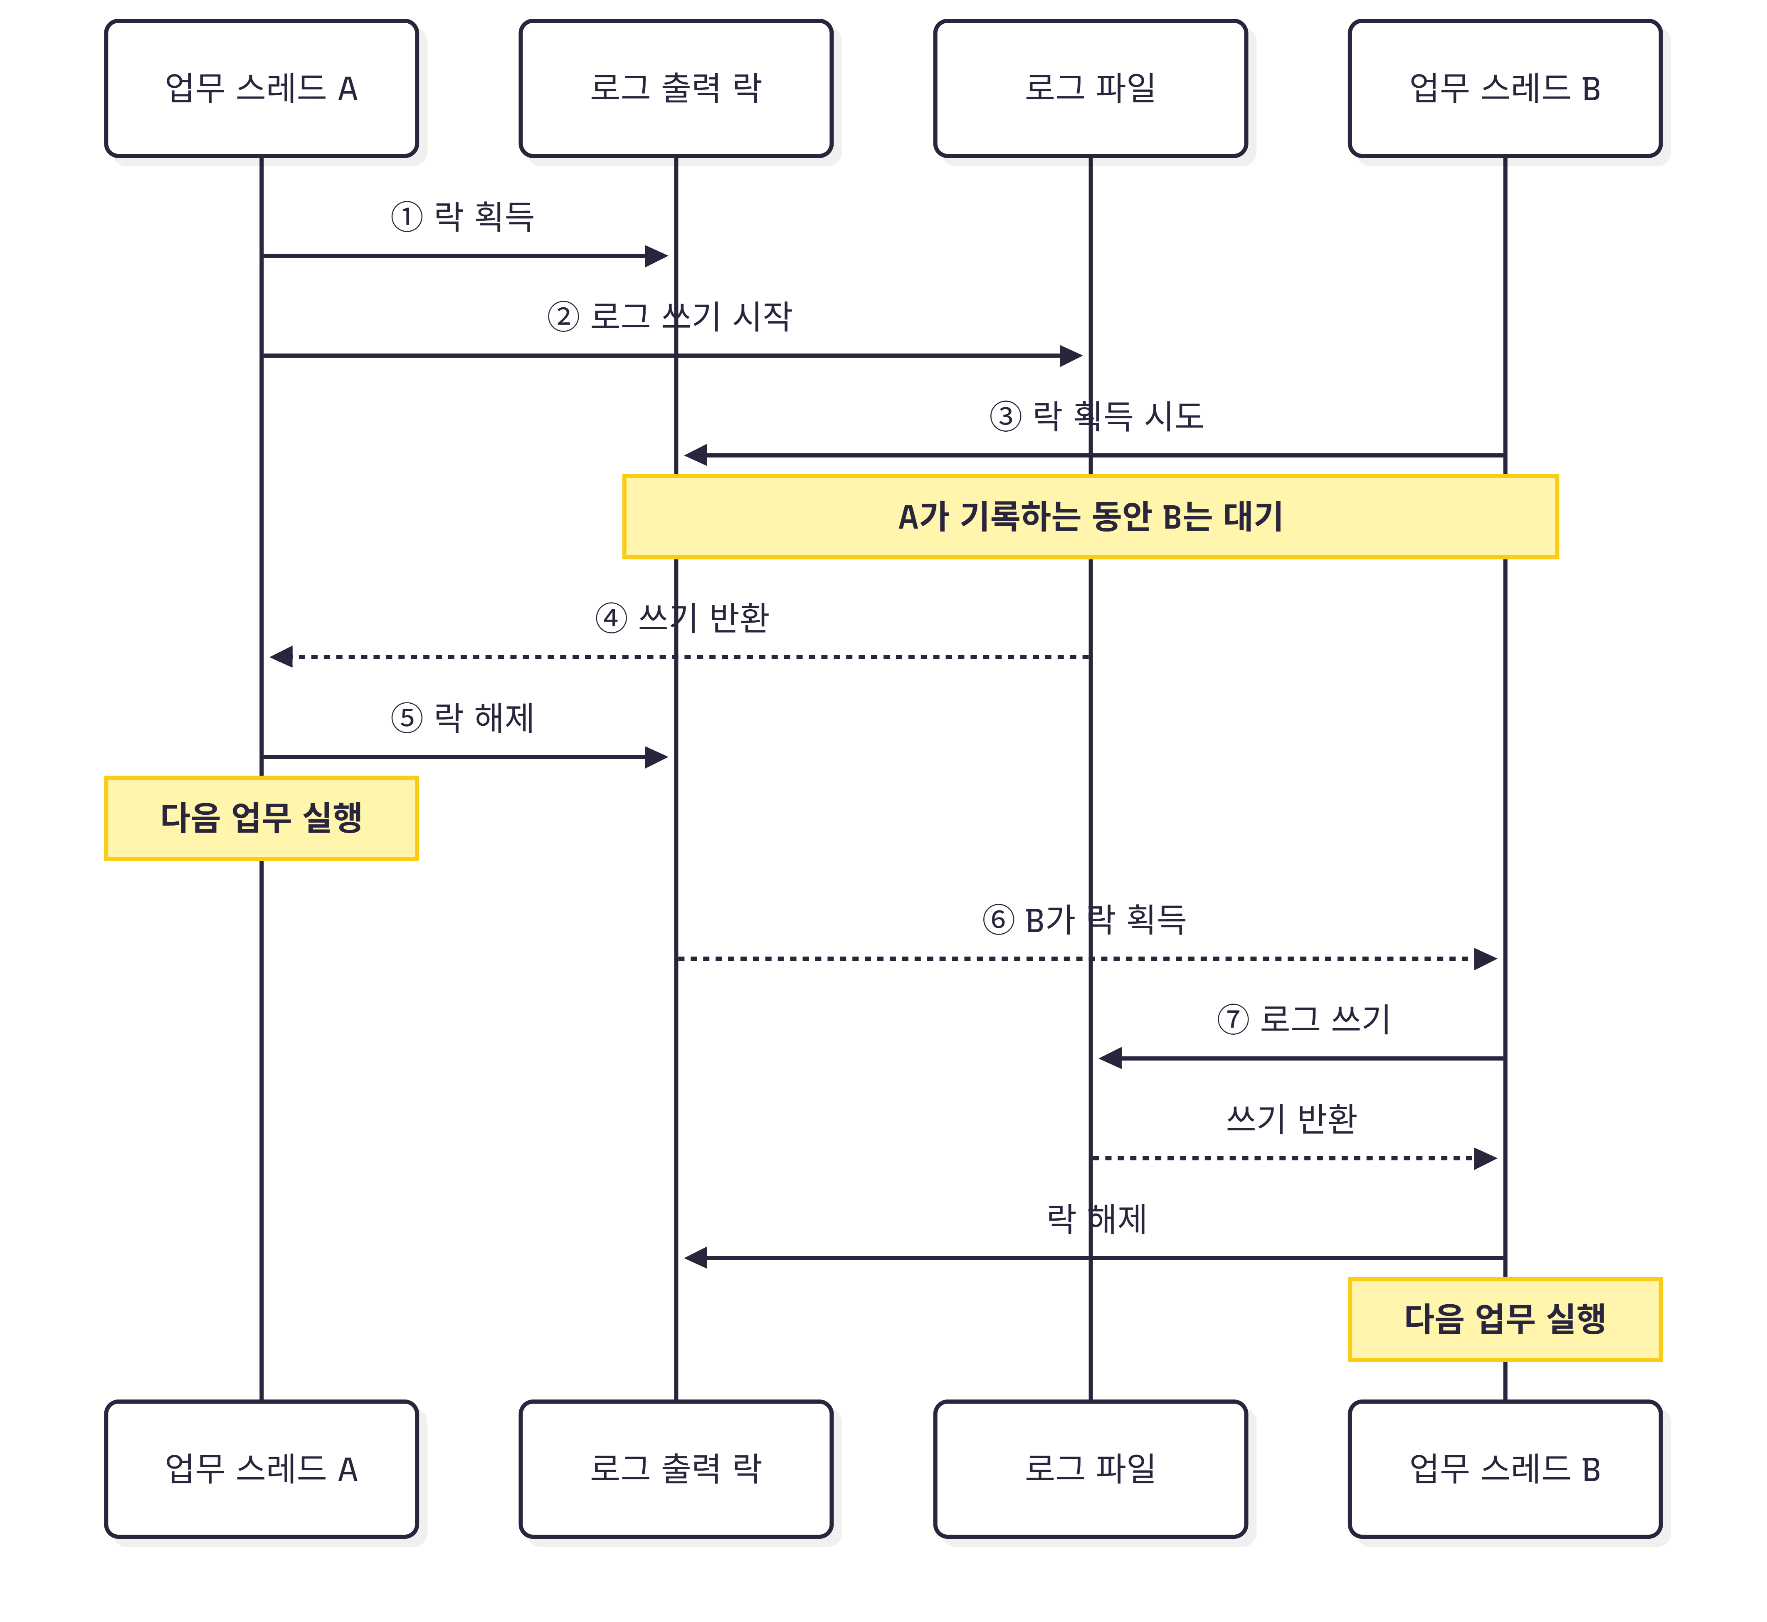 업무 스레드 A
로그 출력 락
로그 파일
업무 스레드 B
① 락 획득
② 로그 쓰기 시작
③ 락 획득 시도
A가 기록하는 동안 B는 대기
④ 쓰기 반환
⑤ 락 해제
다음 업무 실행
⑥ B가 락 획득
⑦ 로그 쓰기
쓰기 반환
락 해제
다음 업무 실행
업무 스레드 A
로그 출력 락
로그 파일
업무 스레드 B